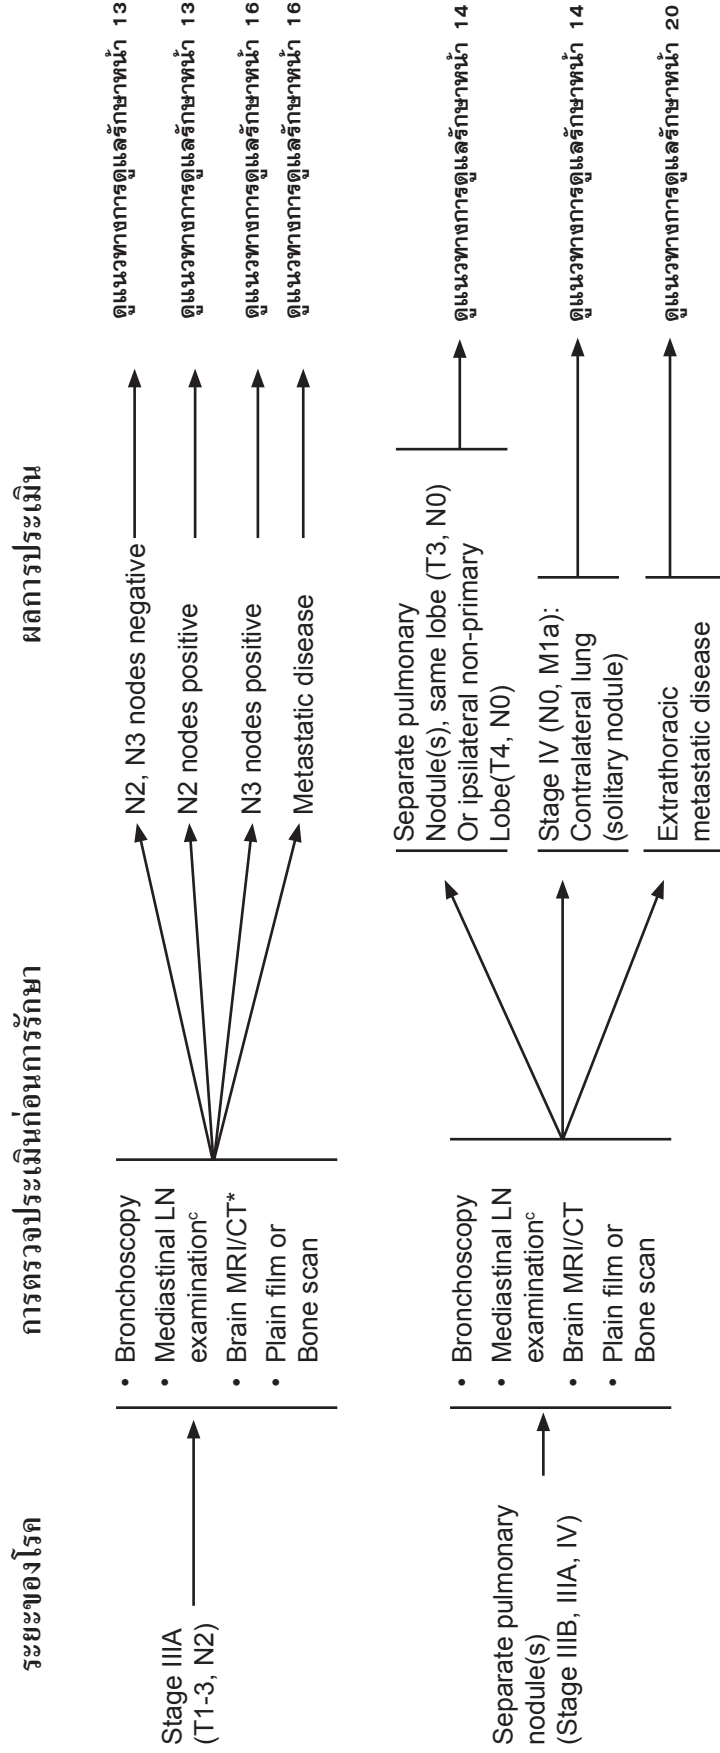 ระยะของโรค
การตรวจประเมินก่อนการรักษา
ผลการประเมิน
Stage IIIA
(T1-3, N2)
• Bronchoscopy
• Mediastinal LN
examinationᶜ
• Brain MRI/CT*
• Plain film or
Bone scan
N2, N3 nodes negative
ดูแนวทางการดูแลรักษาหน้า 13
N2 nodes positive
ดูแนวทางการดูแลรักษาหน้า 13
N3 nodes positive
ดูแนวทางการดูแลรักษาหน้า 16
Metastatic disease
ดูแนวทางการดูแลรักษาหน้า 16
Separate pulmonary
nodule(s)
(Stage IIIB, IIIA, IV)
• Bronchoscopy
• Mediastinal LN
examinationᶜ
• Brain MRI/CT
• Plain film or
Bone scan
Separate pulmonary
Nodule(s), same lobe (T3, N0)
Or ipsilateral non-primary
Lobe(T4, N0)
ดูแนวทางการดูแลรักษาหน้า 14
Stage IV (N0, M1a):
Contralateral lung
(solitary nodule)
ดูแนวทางการดูแลรักษาหน้า 14
Extrathoracic
metastatic disease
ดูแนวทางการดูแลรักษาหน้า 20